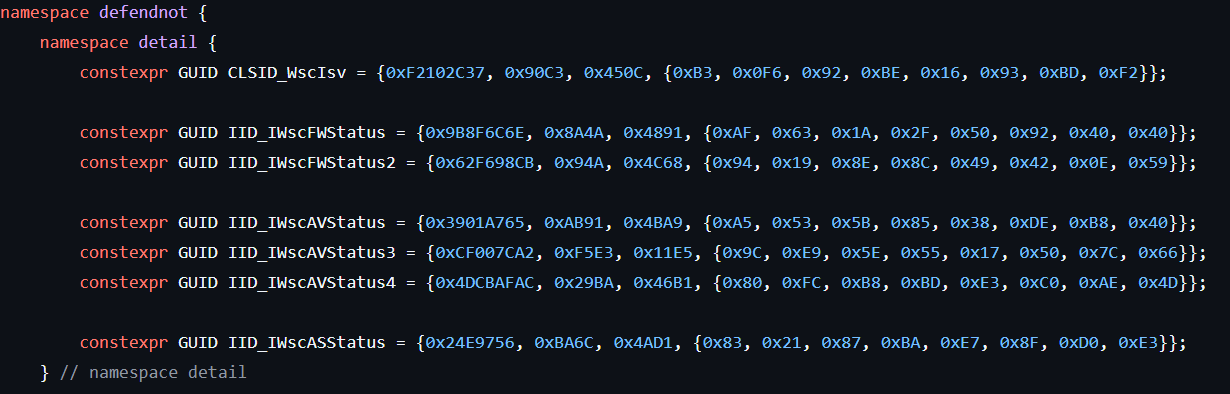 namespace defendnot {
namespace detail {
constexpr GUID CLSID_WscIsv = {0xF2102C37, 0x90C3, 0x450C, {0xB3, 0x0F6, 0x92, 0xBE, 0x16, 0x93, 0xBD, 0xF2}};
constexpr GUID IID_IWscFWStatus = {0x9B8F6C6E, 0x8A4A, 0x4891, {0xAF, 0x63, 0x1A, 0x2F, 0x50, 0x92, 0x40, 0x40}};
constexpr GUID IID_IWscFWStatus2 = {0x62F698CB, 0x94A, 0x4C68, {0x94, 0x19, 0x8E, 0x8C, 0x49, 0x42, 0x0E, 0x59}};
constexpr GUID IID_IWscAVStatus = {0x3901A765, 0xAB91, 0x4BA9, {0xA5, 0x53, 0x5B, 0x85, 0x38, 0xDE, 0xB8, 0x40}};
constexpr GUID IID_IWscAVStatus3 = {0xCF007CA2, 0xF5E3, 0x11E5, {0x9C, 0xE9, 0x5E, 0x55, 0x17, 0x50, 0x7C, 0x66}};
constexpr GUID IID_IWscAVStatus4 = {0x4DCBAFAC, 0x29BA, 0x46B1, {0x80, 0xFC, 0xB8, 0xBD, 0xE3, 0xC0, 0xAE, 0x4D}};
constexpr GUID IID_IWscASStatus = {0x24E9756, 0xBA6C, 0x4AD1, {0x83, 0x21, 0x87, 0xBA, 0xE7, 0x8F, 0xD0, 0xE3}};
} // namespace detail